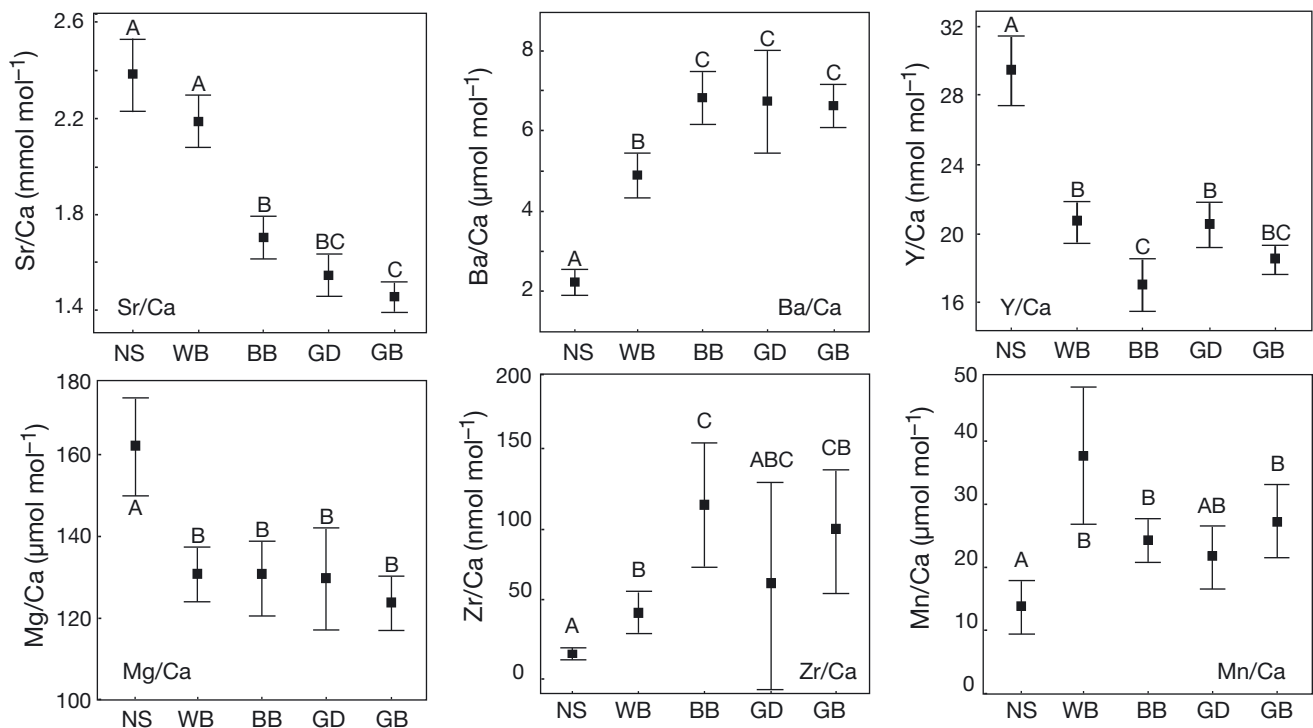 Sr/Ca (mmol mol⁻¹)
2.6
2.2
1.8
1.4
A
A
B
BC
C
Sr/Ca
NS WB BB GD GB
Ba/Ca (μmol mol⁻¹)
8
6
4
2
A
B
C
C
C
Ba/Ca
NS WB BB GD GB
Y/Ca (nmol mol⁻¹)
32
28
24
20
16
A
B
C
B
BC
Y/Ca
NS WB BB GD GB
Mg/Ca (μmol mol⁻¹)
180
160
140
120
100
A
B
B
B
B
Mg/Ca
NS WB BB GD GB
Zr/Ca (nmol mol⁻¹)
200
150
100
50
0
A
B
C
ABC
CB
Zr/Ca
NS WB BB GD GB
Mn/Ca (μmol mol⁻¹)
50
40
30
20
10
0
A
B
B
AB
B
Mn/Ca
NS WB BB GD GB